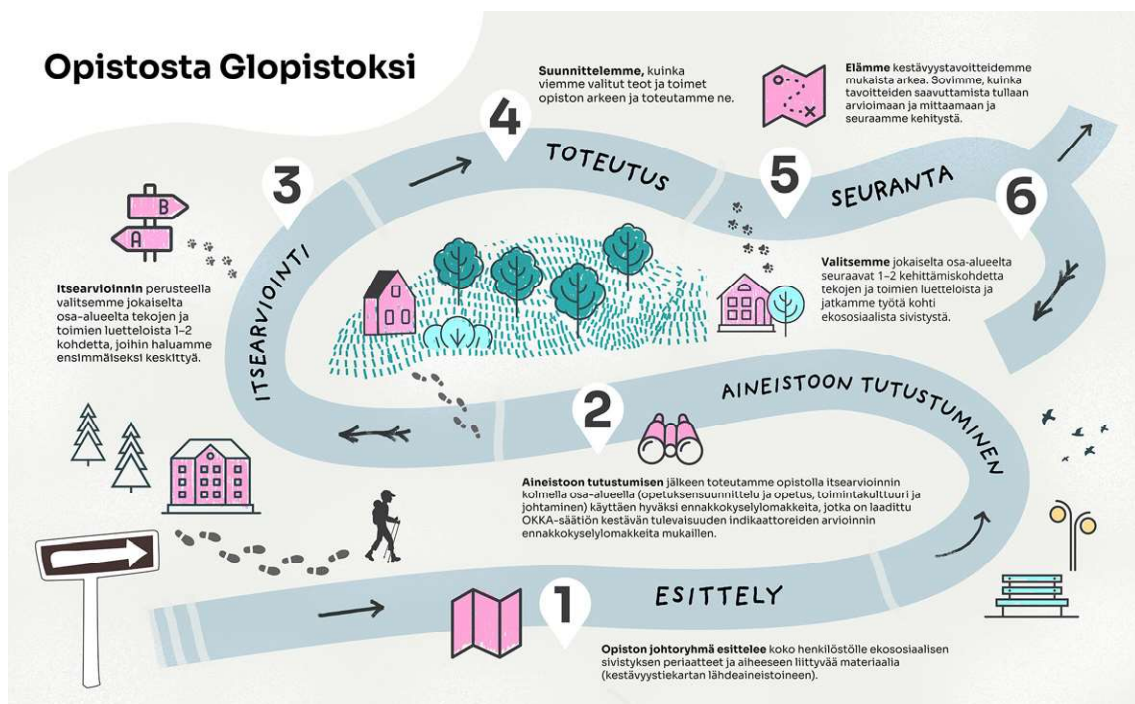 Opistosta Glopistoksi
1
ESITTELY
Opiston johtoryhmä esittelee koko henkilöstölle ekososiaalisen
sivistyksen periaatteet ja aiheeseen liittyvää materiaalia
(kestävyystiekartan lähdeaineistoineen).
2
AINEISTOON TUTUSTUMINEN
Aineistoon tutustumisen jälkeen toteutamme opistolla itsearvioinnin
kolmella osa-alueella (opetuksensuunnittelu ja opetus, toimintakulttuuri ja
johtaminen) käyttäen hyväksi ennakkokyselylomakkeita, jotka on laadittu
OKKA-säätiön kestävän tulevaisuuden indikaattoreiden arvioinnin
ennakkokyselylomakkeita mukaillen.
3
ITSEARVIOINTI
B
A
Itsearvioinnin perusteella
valitsemme jokaiselta
osa-alueelta tekojen ja
toimien luetteloista 1–2
kohdetta, joihin haluamme
ensimmäiseksi keskittyä.
4
TOTEUTUS
Suunnittelemme, kuinka
viemme valitut teot ja toimet
opiston arkeen ja toteutamme ne.
5
SEURANTA
Elämme kestävyystavoitteidemme
mukaista arkea. Sovimme, kuinka
tavoitteiden saavuttamista tullaan
arvioimaan ja mittaamaan ja
seuraamme kehitystä.
6
Valitsemme jokaiselta osa-alueelta
seuraavat 1–2 kehittämiskohdetta
tekojen ja toimien luetteloista ja
jatkamme työtä kohti
ekososiaalista sivistystä.